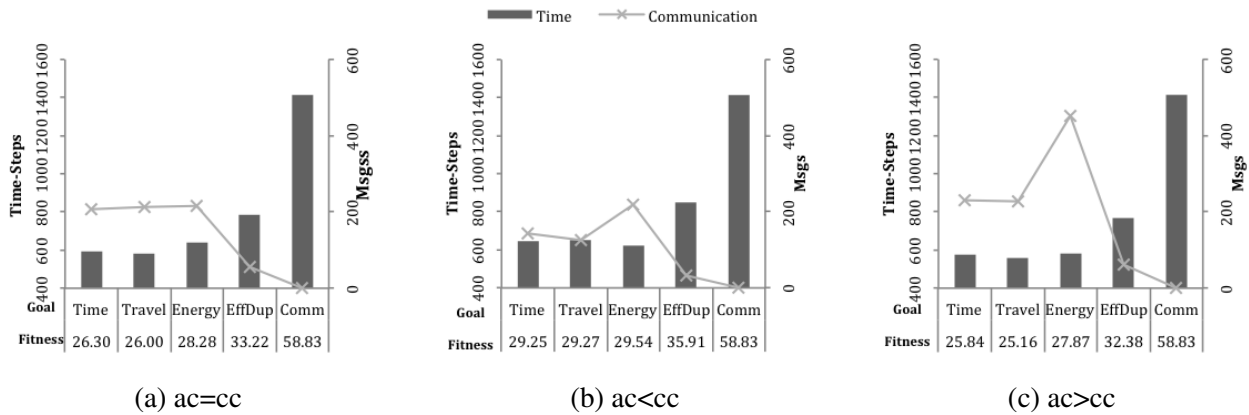 Time Communication
Time-Steps
1600
1400
1200
1000
800
600
400
600
400
200
0
Msgss
Goal Time Travel Energy EffDup Comm
Fitness 26.30 26.00 28.28 33.22 58.83
(a) ac=cc
Time-Steps
1600
1400
1200
1000
800
600
400
600
400
200
0
Msgs
Goal Time Travel Energy EffDup Comm
Fitness 29.25 29.27 29.54 35.91 58.83
(b) ac<cc
Time-Steps
1600
1400
1200
1000
800
600
400
600
400
200
0
Msgs
Goal Time Travel Energy EffDup Comm
Fitness 25.84 25.16 27.87 32.38 58.83
(c) ac>cc